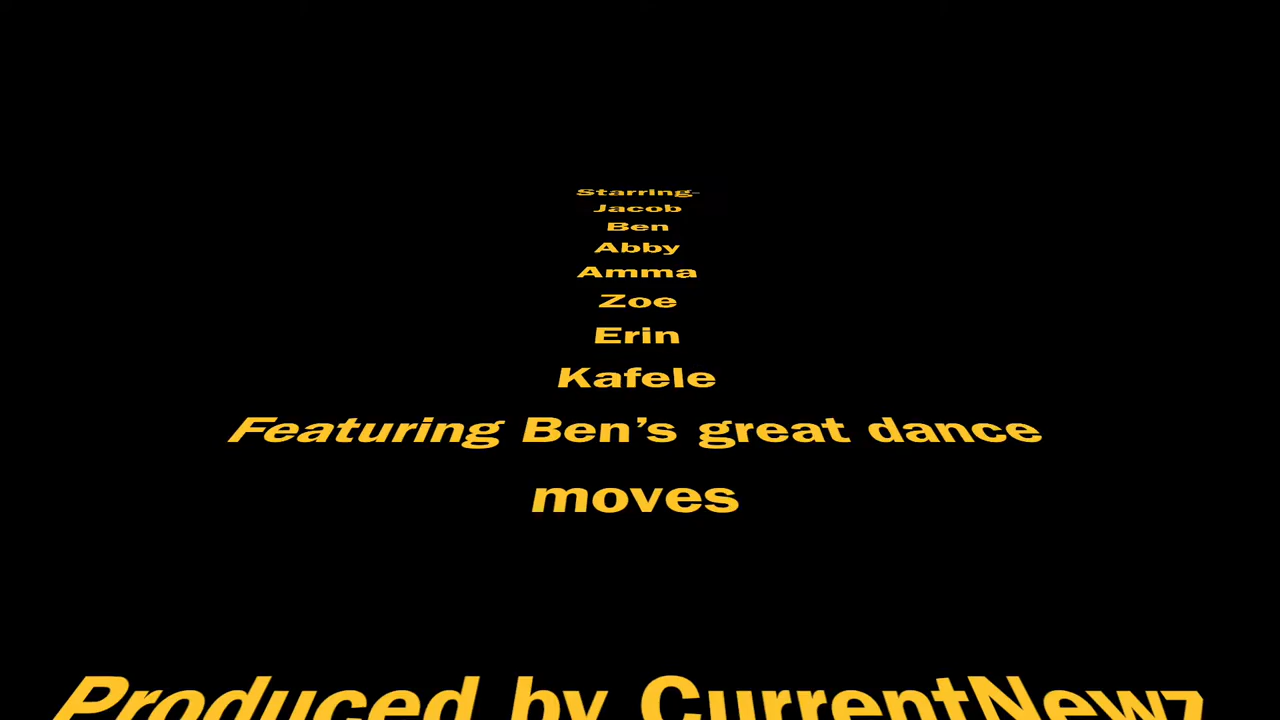 Starring-
Jacob
Ben
Abby
Amma
Zoe
Erin
Kafele
Featuring Ben’s great dance
moves
Produced by CurrentNewz